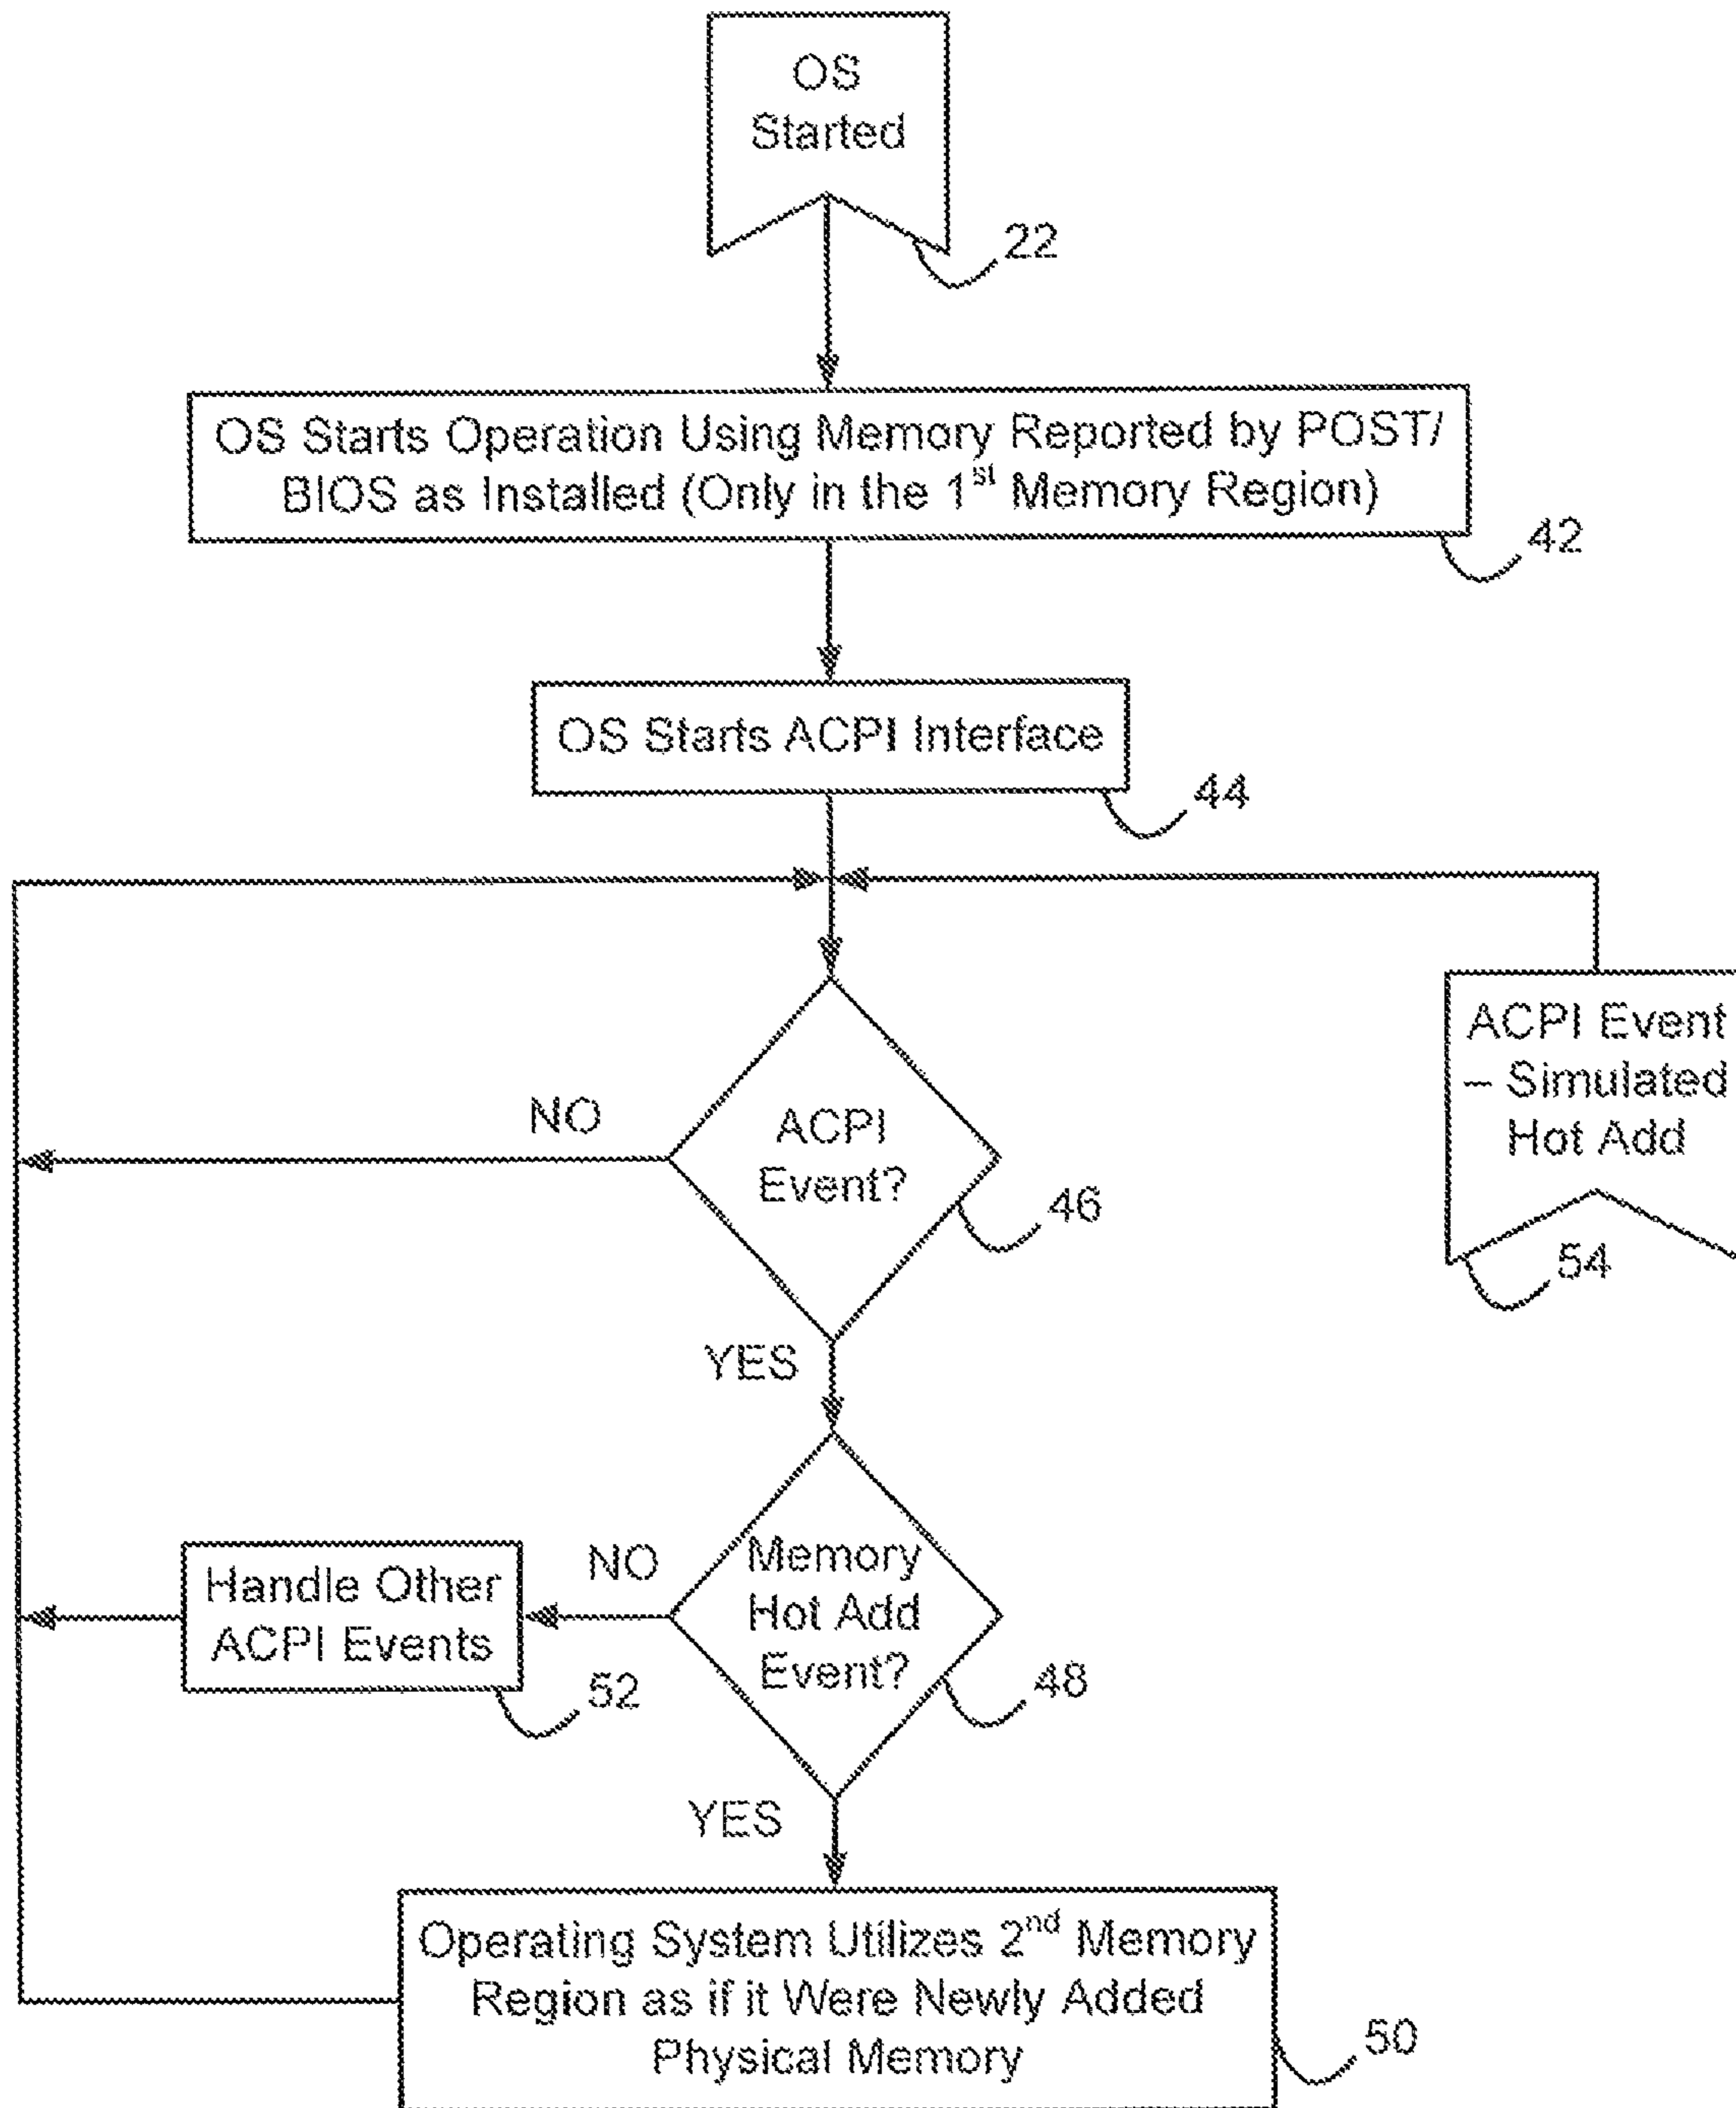 OS
Started
22
OS Starts Operation Using Memory Reported by POST/
BIOS as Installed (Only in the 1st Memory Region)
42
OS Starts ACPI Interface
44
ACPI Event
– Simulated
Hot Add
54
NO
ACPI
Event?
46
YES
Handle Other
ACPI Events
52
NO
Memory
Hot Add
Event?
48
YES
Operating System Utilizes 2nd Memory
Region as if it Were Newly Added
Physical Memory
50